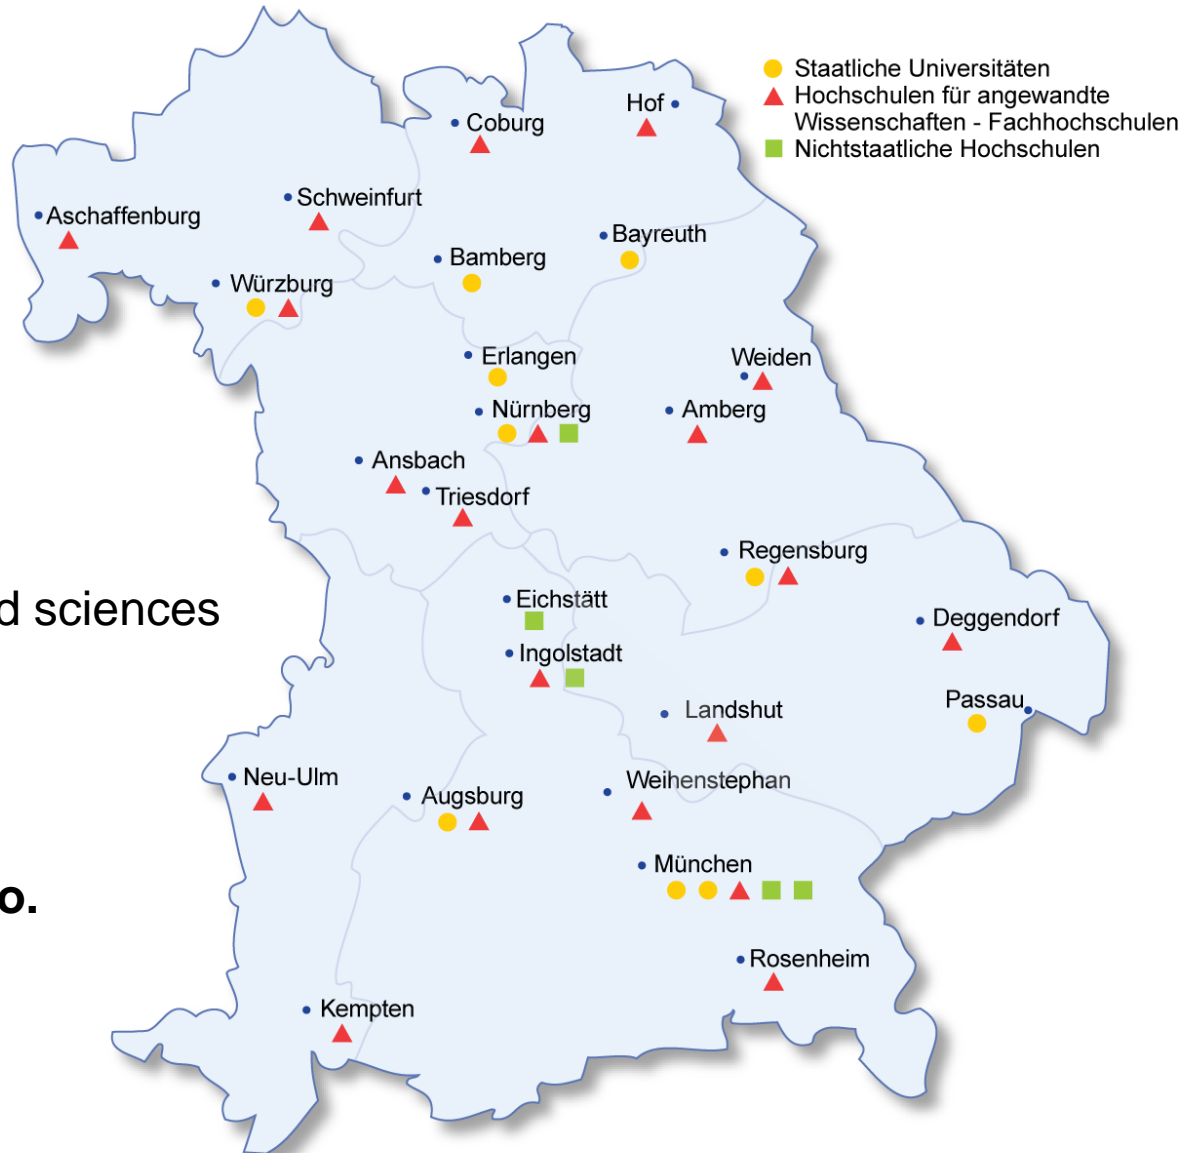 Staatliche Universitäten
Hochschulen für angewandte
Wissenschaften - Fachhochschulen
Nichtstaatliche Hochschulen
Hof
Coburg
Schweinfurt
Aschaffenburg
Bayreuth
Bamberg
Würzburg
Erlangen
Weiden
Nürnberg
Amberg
Ansbach
Triesdorf
Regensburg
Eichstätt
d sciences
Deggendorf
Ingolstadt
Passau
Landshut
Neu-Ulm
Weihenstephan
Augsburg
München
o.
Rosenheim
Kempten